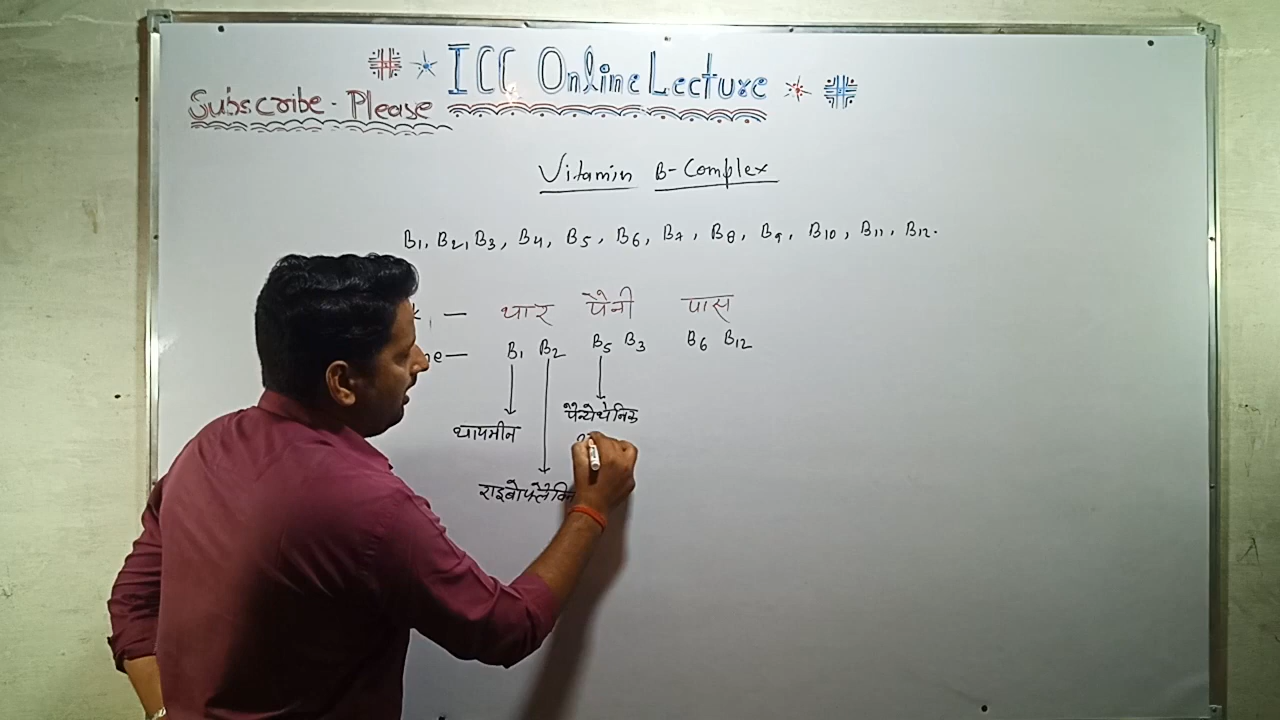 ICC Online Lecture
Subscribe - Please
Vitamin B-Complex
B1, B2, B3, B4, B5, B6, B7, B8, B9, B10, B11, B12.
— थार पैनी पास
— B1 B2 B5 B3 B6 B12
पैन्टोथेनिक
थायमीन
राइबोफ्लेविन